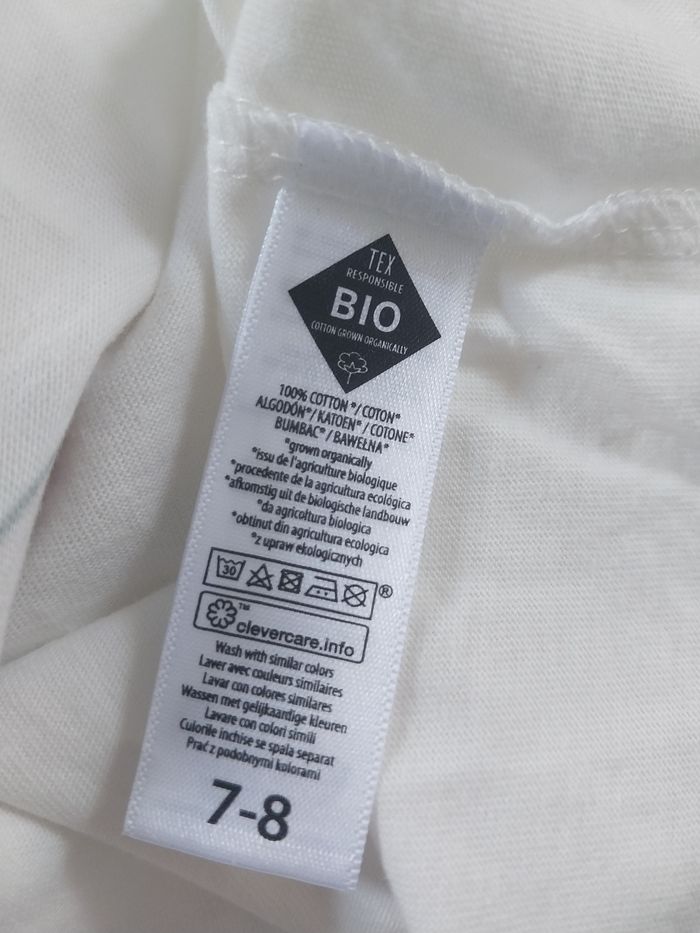 TEX
RESPONSIBLE
BIO
COTTON GROWN ORGANICALLY
100% COTTON*/COTON*
ALGODÓN*/KATOEN*/COTONE*
BUMBAC*/BAWEŁNA*
*grown organically
*issu de l'agriculture biologique
*procedente de la agricultura ecológica
*afkomstig uit de biologische landbouw
*da agricoltura biologica
*obtinut din agricultura ecologica
*z upraw ekologicznych
30 ®
TM
clevercare.info
Wash with similar colors
Laver avec couleurs similaires
Lavar con colores similares
Wassen met gelijkaardige kleuren
Lavare con colori simili
Culorile inchise se spala separat
Prać z podobnymi kolorami
7-8